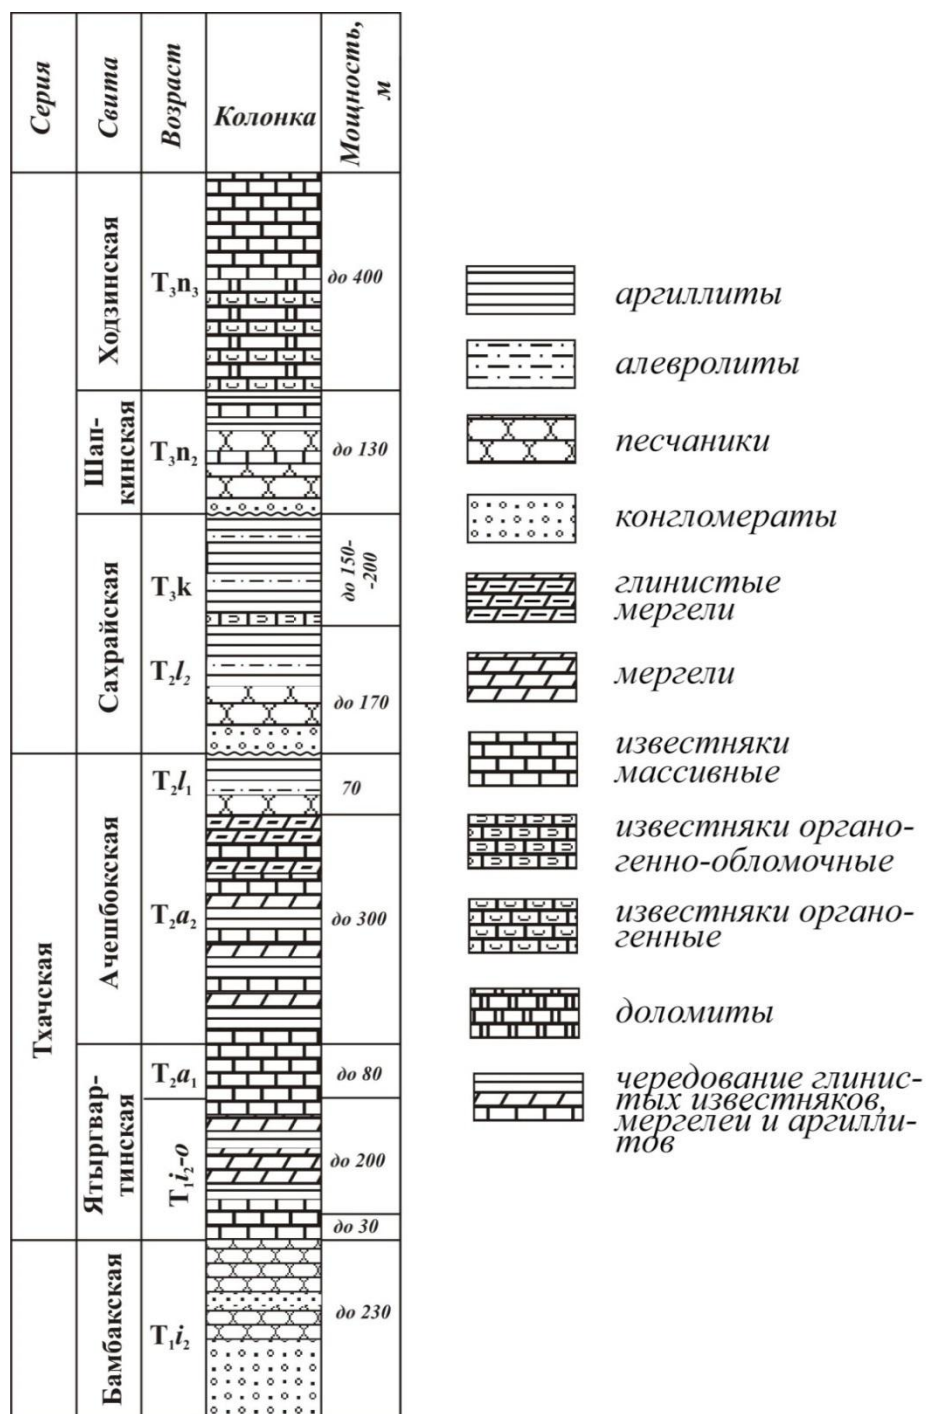 Серия
Свита
Возраст
Колонка
Мощность,
м
Ходзинская
T₃n₃
до 400
Шап-
кинская
T₃n₂
до 130
Сахрайская
T₃k
до 150-
-200
T₂l₂
до 170
Тхачская
Ачешбокская
T₂l₁
70
T₂a₂
до 300
Ятыргвар-
тинская
T₂a₁
до 80
T₁i₂-o
до 200
до 30
Бамбакская
T₁i₂
до 230
аргиллиты
алевролиты
песчаники
конгломераты
глинистые
мергели
мергели
известняки
массивные
известняки органо-
генно-обломочные
известняки органо-
генные
доломиты
чередование глинис-
тых известняков,
мергелей и аргилли-
тов